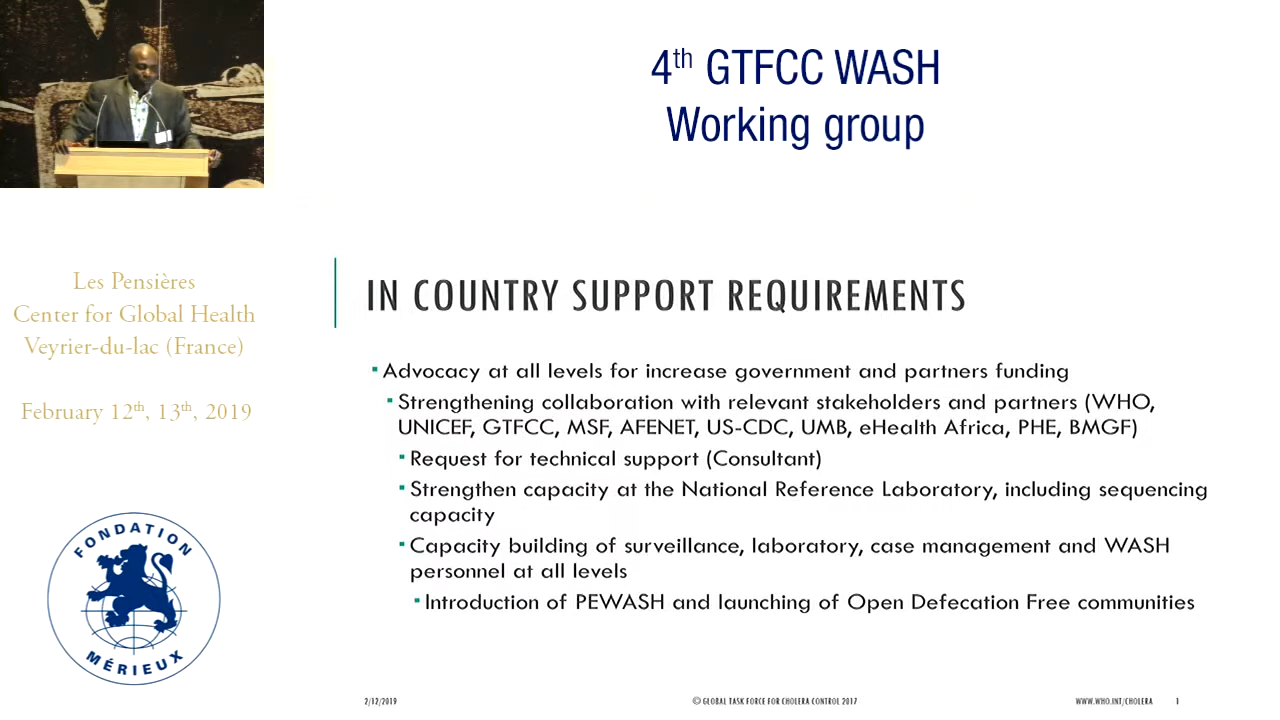 4th GTFCC WASH
Working group
Les Pensières
Center for Global Health
Veyrier-du-lac (France)
February 12th, 13th, 2019
FONDATION
MÉRIEUX
IN COUNTRY SUPPORT REQUIREMENTS
▪ Advocacy at all levels for increase government and partners funding
▪ Strengthening collaboration with relevant stakeholders and partners (WHO,
UNICEF, GTFCC, MSF, AFENET, US-CDC, UMB, eHealth Africa, PHE, BMGF)
▪ Request for technical support (Consultant)
▪ Strengthen capacity at the National Reference Laboratory, including sequencing
capacity
▪ Capacity building of surveillance, laboratory, case management and WASH
personnel at all levels
▪ Introduction of PEWASH and launching of Open Defecation Free communities
2/12/2019
© GLOBAL TASK FORCE FOR CHOLERA CONTROL 2017
WWW.WHO.INT/CHOLERA
1